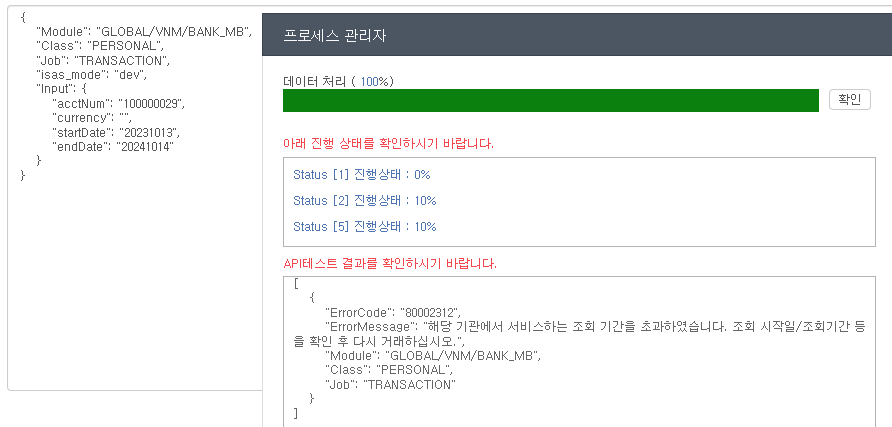 {
"Module": "GLOBAL/VNM/BANK_MB",
"Class": "PERSONAL",
"Job": "TRANSACTION",
"isas_mode": "dev",
"Input": {
"acctNum": "100000029",
"currency": "",
"startDate": "20231013",
"endDate": "20241014"
}
}
프로세스 관리자
데이터 처리 ( 100%)
확인
아래 진행 상태를 확인하시기 바랍니다.
Status [1] 진행상태 : 0%
Status [2] 진행상태 : 10%
Status [5] 진행상태 : 10%
API테스트 결과를 확인하시기 바랍니다.
[
{
"ErrorCode": "80002312",
"ErrorMessage": "해당 기관에서 서비스하는 조회 기간을 초과하였습니다. 조회 시작일/조회기간 등
을 확인 후 다시 거래하십시오.",
"Module": "GLOBAL/VNM/BANK_MB",
"Class": "PERSONAL",
"Job": "TRANSACTION"
}
]